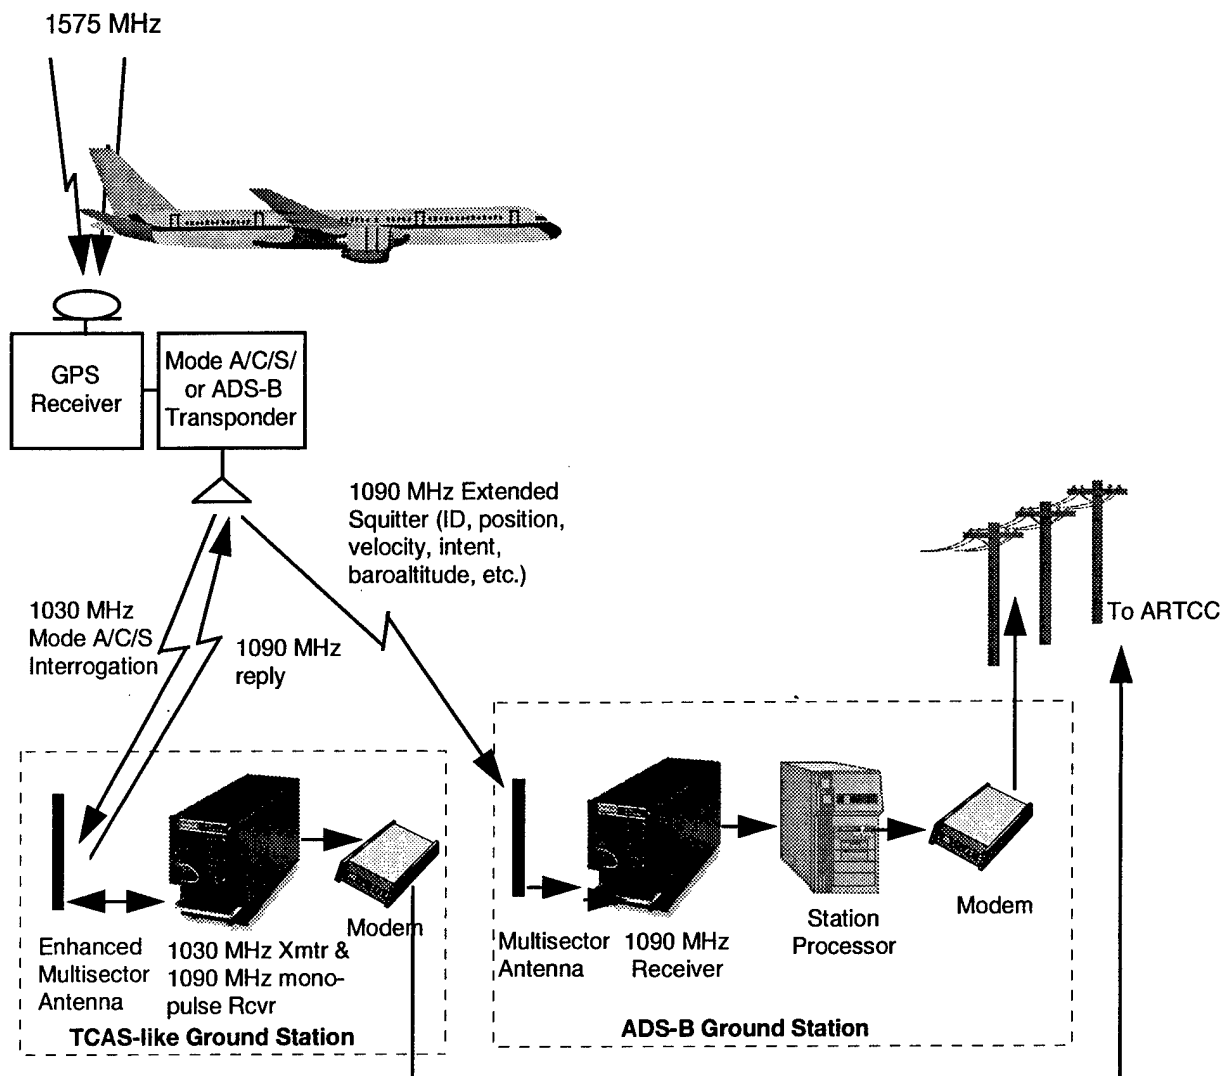 1575 MHz
GPS
Receiver
Mode A/C/S/
or ADS-B
Transponder
1090 MHz Extended
Squitter (ID, position,
velocity, intent,
baroaltitude, etc.)
1030 MHz
Mode A/C/S
Interrogation
1090 MHz
reply
To ARTCC
Enhanced
Multisector
Antenna
1030 MHz Xmtr &
1090 MHz mono-
pulse Rcvr
Modem
TCAS-like Ground Station
Multisector
Antenna
1090 MHz
Receiver
Station
Processor
Modem
ADS-B Ground Station